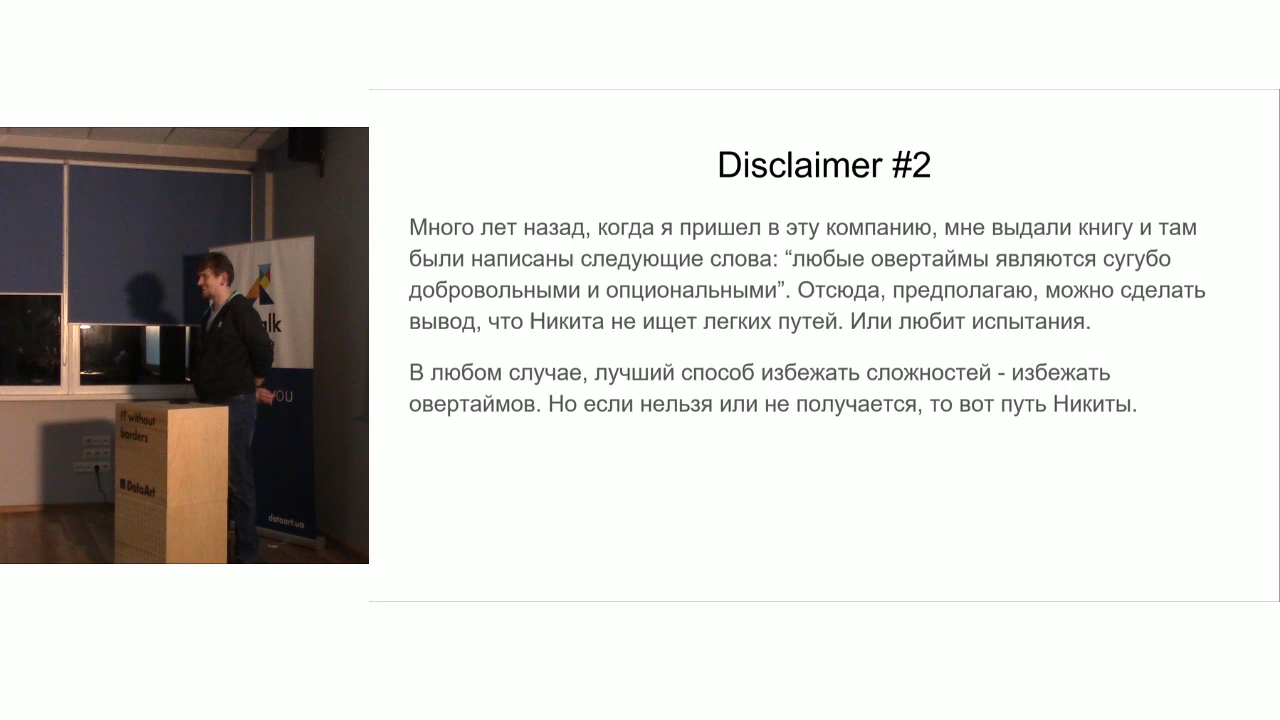 Disclaimer #2
Много лет назад, когда я пришел в эту компанию, мне выдали книгу и там
были написаны следующие слова: “любые овертаймы являются сугубо
добровольными и опциональными”. Отсюда, предполагаю, можно сделать
вывод, что Никита не ищет легких путей. Или любит испытания.
В любом случае, лучший способ избежать сложностей - избежать
овертаймов. Но если нельзя или не получается, то вот путь Никиты.
alk
YOU
IT without
borders
DataArt
dataart.ua